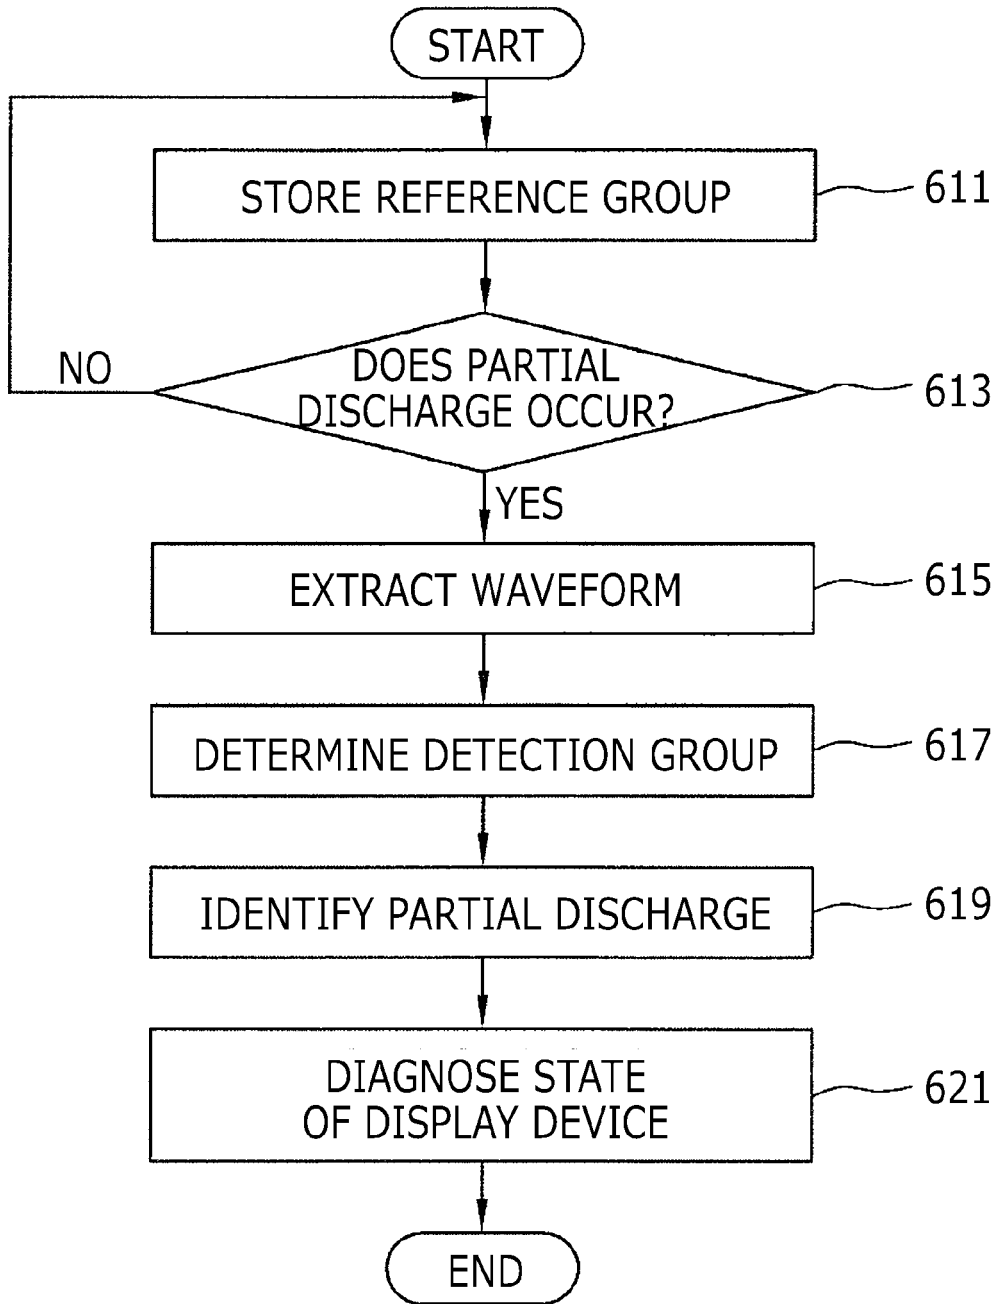 START
STORE REFERENCE GROUP
611
DOES PARTIAL
DISCHARGE OCCUR?
613
NO
YES
EXTRACT WAVEFORM
615
DETERMINE DETECTION GROUP
617
IDENTIFY PARTIAL DISCHARGE
619
DIAGNOSE STATE
OF DISPLAY DEVICE
621
END